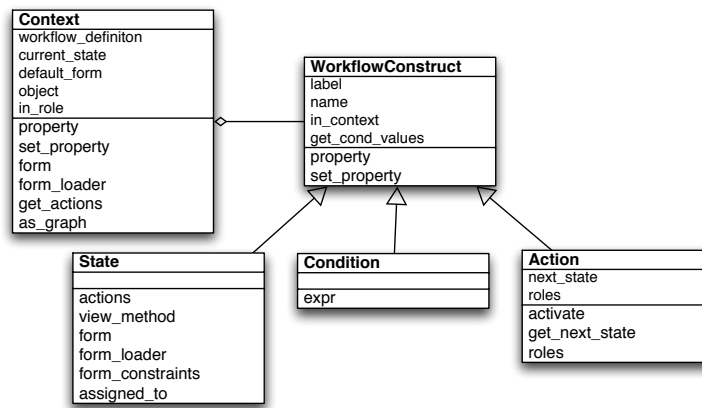 Context
workflow_definiton
current_state
default_form
object
in_role
property
set_property
form
form_loader
get_actions
as_graph
WorkflowConstruct
label
name
in_context
get_cond_values
property
set_property
State
actions
view_method
form
form_loader
form_constraints
assigned_to
Condition
expr
Action
next_state
roles
activate
get_next_state
roles